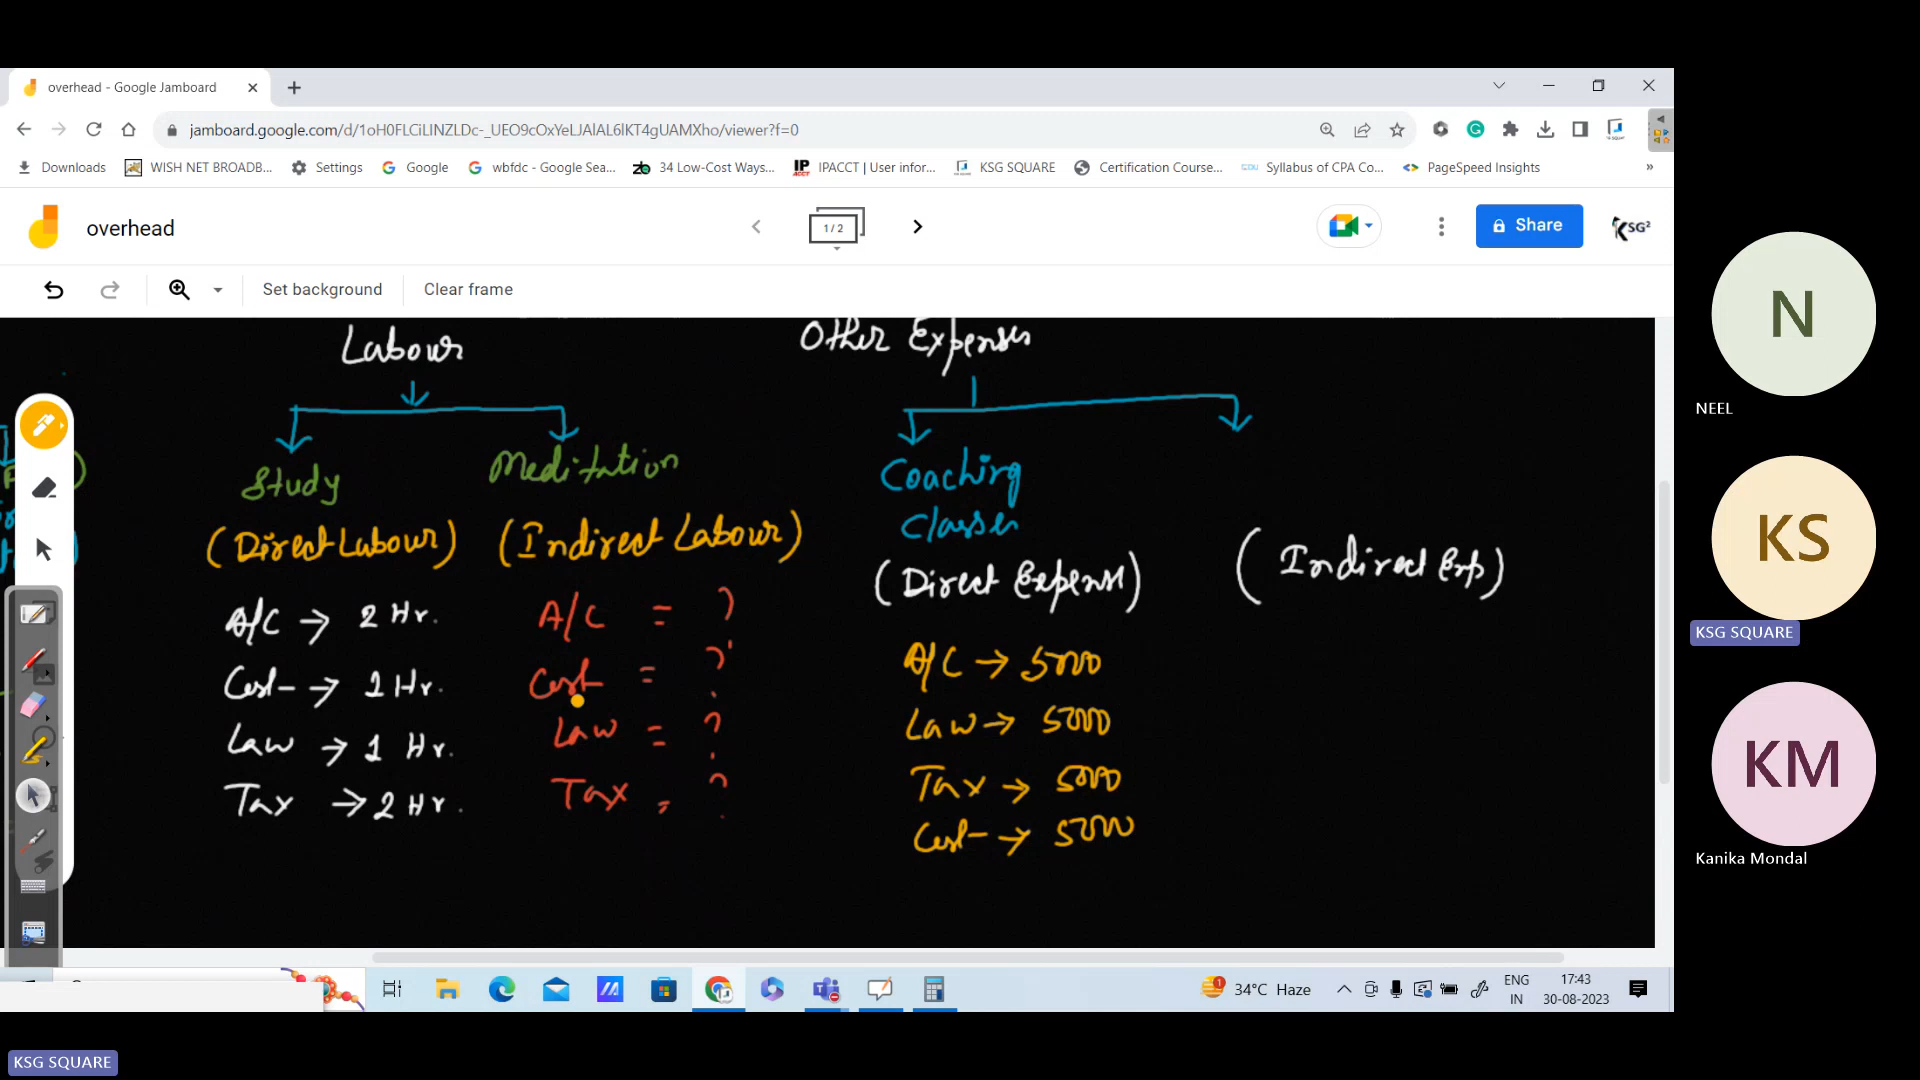 overhead - Google Jamboard
jamboard.google.com/d/1oH0FLCiLINZLDc-_UEO9cOxYeLJAlAL6lKT4gUAMXho/viewer?f=0
Downloads WISH NET BROADB... Settings Google wbfdc - Google Sea... 34 Low-Cost Ways... IPACCT | User infor... KSG SQUARE Certification Course... Syllabus of CPA Co... PageSpeed Insights »
overhead 1 / 2 Share KSG²
Set background Clear frame
Labour Other Expenses
Study Meditation Coaching
Classes
(Direct Labour) (Indirect Labour) (Direct Expense) (Indirect Exp)
A/C → 2 Hr. A/C = ? A/C → 5000
Cost → 1 Hr. Cost = ? Law → 5000
Law → 1 Hr. Law = ? Tax → 5000
Tax → 2 Hr. Tax = ? Cost → 5000
N
NEEL
KS
KSG SQUARE
KM
Kanika Mondal
34°C Haze ENG
IN 17:43
30-08-2023
KSG SQUARE